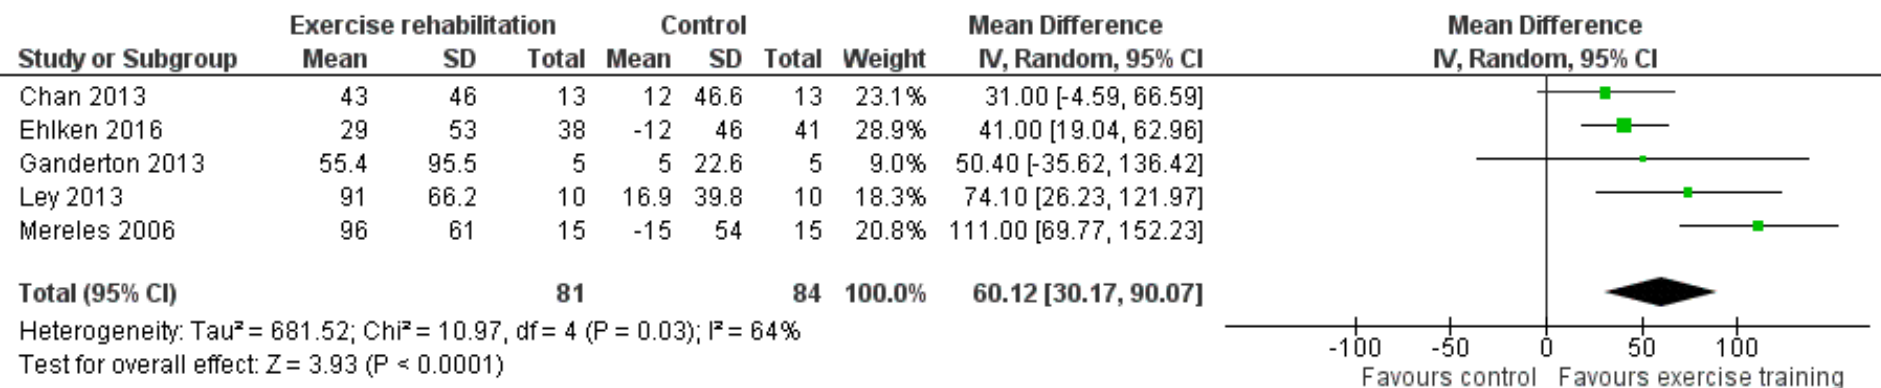 Exercise rehabilitation Control Mean Difference Mean Difference
Study or Subgroup Mean SD Total Mean SD Total Weight IV, Random, 95% CI IV, Random, 95% CI
Chan 2013 43 46 13 12 46.6 13 23.1% 31.00 [-4.59, 66.59]
Ehlken 2016 29 53 38 -12 46 41 28.9% 41.00 [19.04, 62.96]
Ganderton 2013 55.4 95.5 5 5 22.6 5 9.0% 50.40 [-35.62, 136.42]
Ley 2013 91 66.2 10 16.9 39.8 10 18.3% 74.10 [26.23, 121.97]
Mereles 2006 96 61 15 -15 54 15 20.8% 111.00 [69.77, 152.23]
Total (95% CI) 81 84 100.0% 60.12 [30.17, 90.07]
Heterogeneity: Tau² = 681.52; Chi² = 10.97, df = 4 (P = 0.03); I² = 64%
Test for overall effect: Z = 3.93 (P < 0.0001)
-100 -50 0 50 100
Favours control Favours exercise training